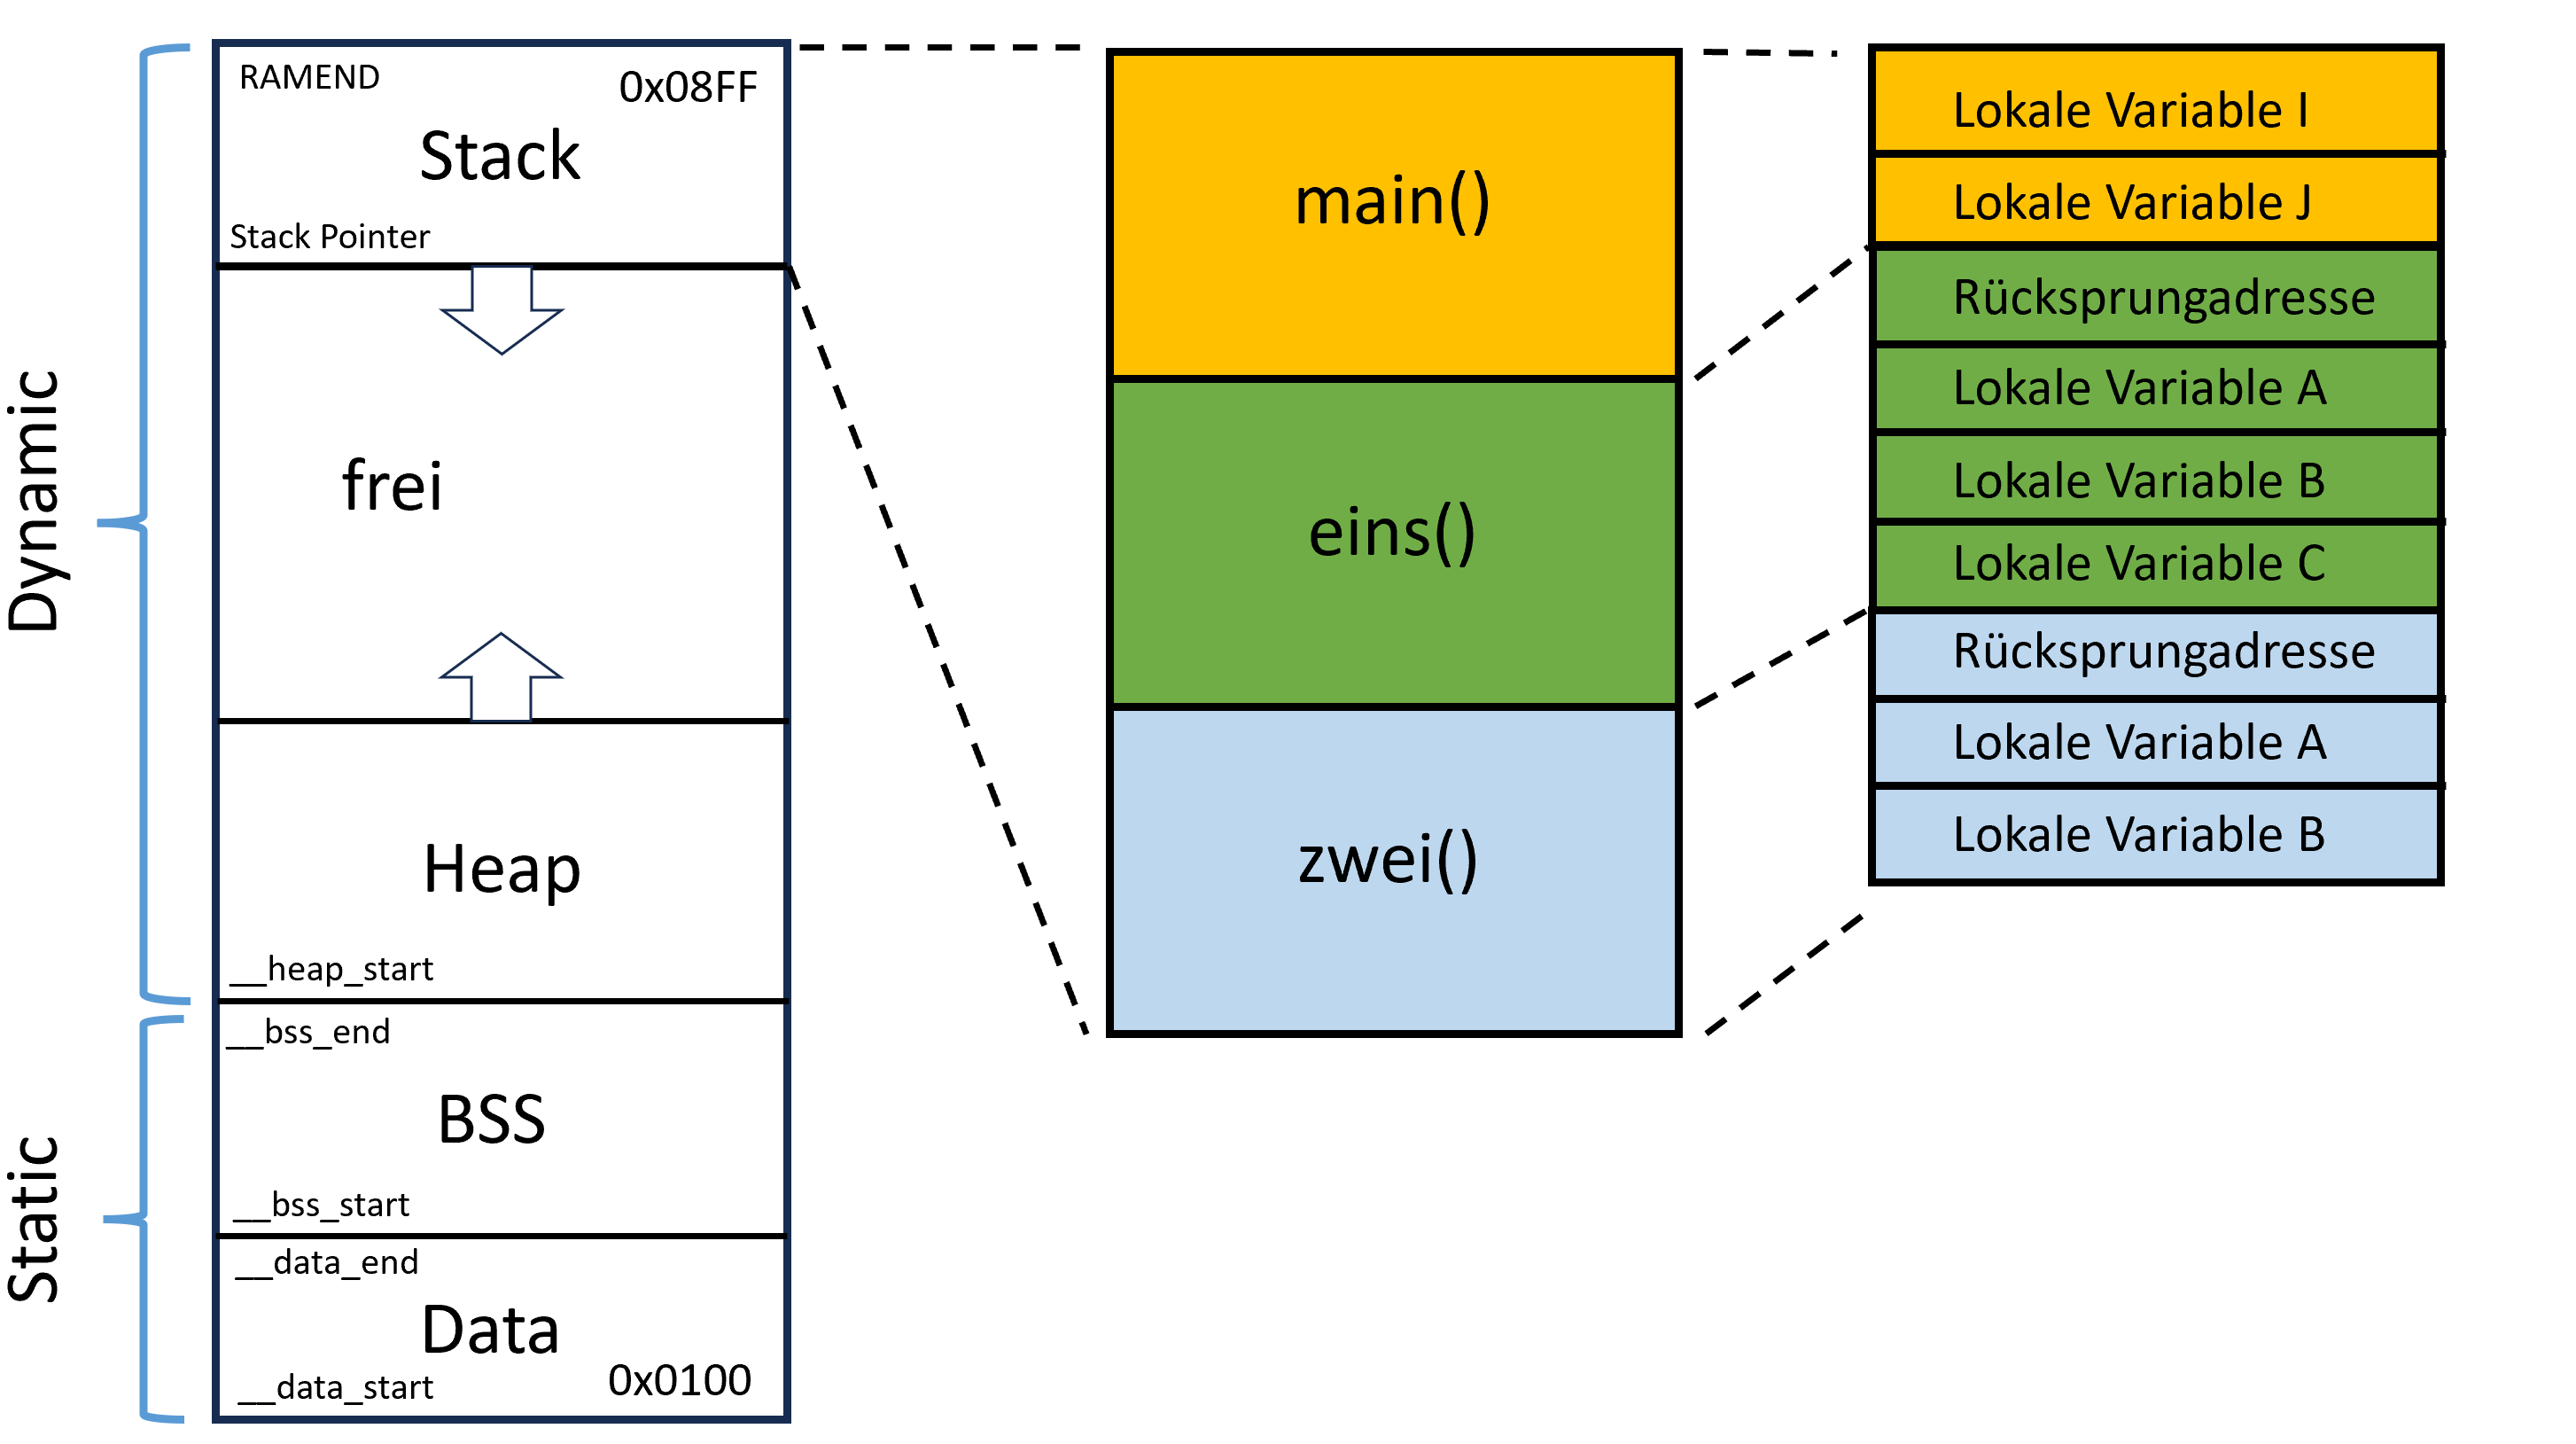 Dynamic
Static
RAMEND
0x08FF
Stack
Stack Pointer
frei
Heap
__heap_start
__bss_end
BSS
__bss_start
__data_end
Data
__data_start
0x0100
main()
eins()
zwei()
Lokale Variable I
Lokale Variable J
Rücksprungadresse
Lokale Variable A
Lokale Variable B
Lokale Variable C
Rücksprungadresse
Lokale Variable A
Lokale Variable B